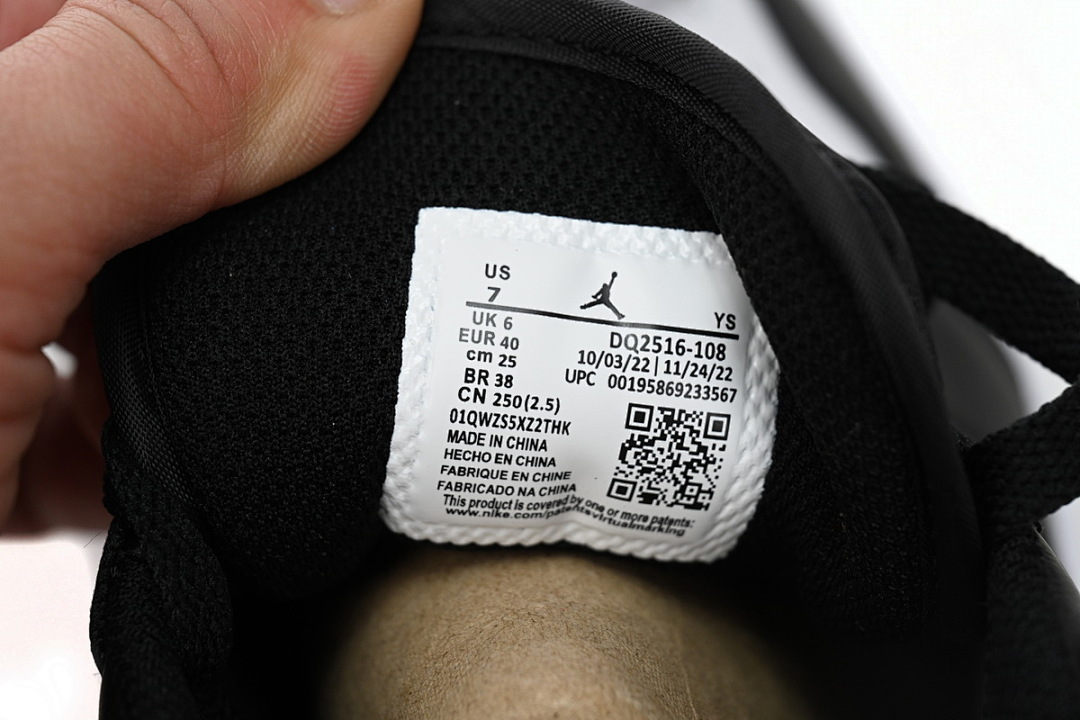 US
7
YS
UK 6
EUR 40
cm 25
BR 38
CN 250(2.5)
DQ2516-108
10/03/22 | 11/24/22
UPC 00195869233567
01QWZS5XZ2THK
MADE IN CHINA
HECHO EN CHINA
FABRIQUE EN CHINE
FABRICADO NA CHINA
This product is covered by one or more patents:
www.nike.com/patentsvirtualmarking